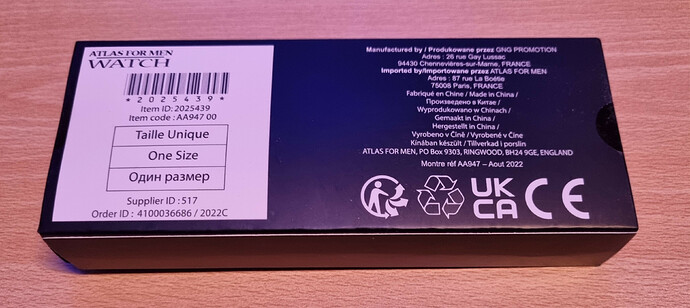 ATLAS FOR MEN
WATCH
*2025439*
Item ID: 2025439
Item code : AA947 00
Taille Unique
One Size
Один размер
Supplier ID : 517
Order ID : 4100036686 / 2022C
Manufactured by / Produkowane przez GNG PROMOTION
Adres : 26 rue Gay Lussac
94430 Chennevières-sur-Marne, FRANCE
Imported by/Importowane przez ATLAS FOR MEN
Adres : 87 rue La Boétie
75008 Paris, FRANCE
Fabriqué en Chine / Made in China /
Произведено в Китае /
Wyprodukowano w Chinach /
Gemaakt in China /
Hergestellt in China /
Vyrobeno v Číně / Vyrobené v Číne
Kínában készült / Tillverkad i porslin
ATLAS FOR MEN, PO Box 9303, RINGWOOD, BH24 9GE, ENGLAND
Montre réf AA947 – Aout 2022
UK
CA
CE